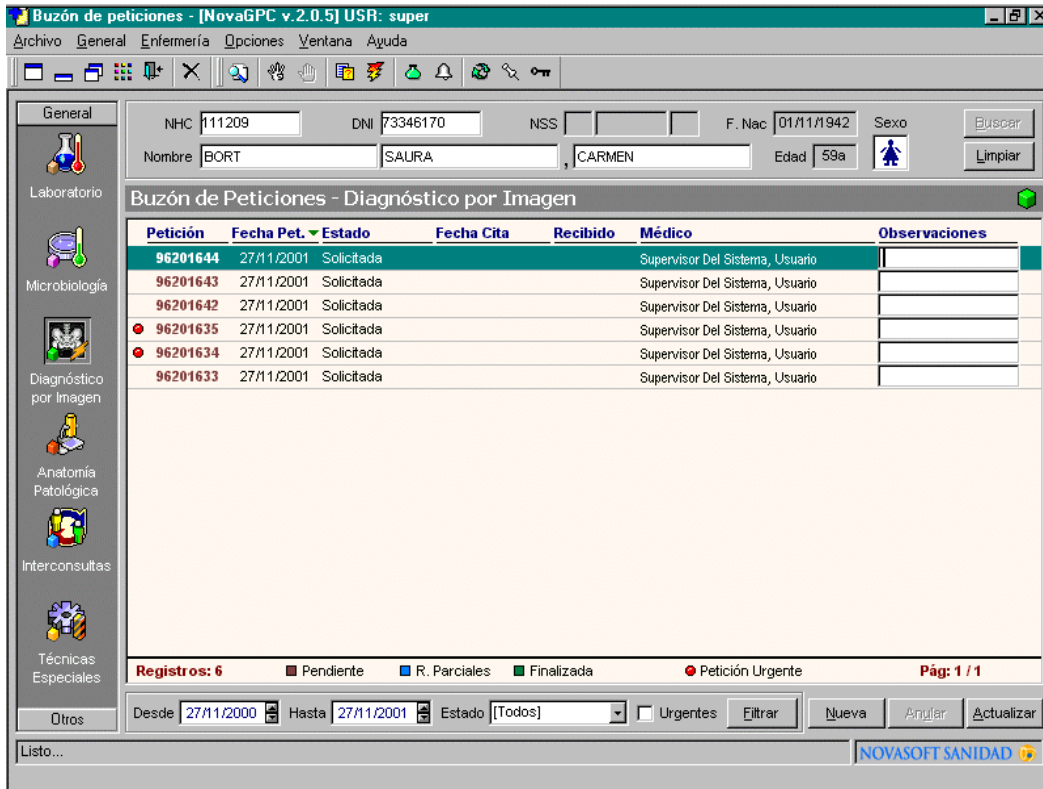 Buzón de peticiones - [NovaGPC v.2.0.5] USR: super
Archivo General Enfermería Opciones Ventana Ayuda
General
NHC 111209 DNI 73346170 NSS F. Nac 01/11/1942 Sexo Buscar
Nombre BORT SAURA , CARMEN Edad 59a Limpiar
Laboratorio
Microbiología
Diagnóstico
por Imagen
Anatomía
Patológica
Interconsultas
Técnicas
Especiales
Otros
Buzón de Peticiones - Diagnóstico por Imagen
Petición Fecha Pet. Estado Fecha Cita Recibido Médico Observaciones
96201644 27/11/2001 Solicitada Supervisor Del Sistema, Usuario
96201643 27/11/2001 Solicitada Supervisor Del Sistema, Usuario
96201642 27/11/2001 Solicitada Supervisor Del Sistema, Usuario
96201635 27/11/2001 Solicitada Supervisor Del Sistema, Usuario
96201634 27/11/2001 Solicitada Supervisor Del Sistema, Usuario
96201633 27/11/2001 Solicitada Supervisor Del Sistema, Usuario
Registros: 6 Pendiente R. Parciales Finalizada Petición Urgente Pág: 1 / 1
Desde 27/11/2000 Hasta 27/11/2001 Estado [Todos] Urgentes Filtrar Nueva Anular Actualizar
Listo... NOVASOFT SANIDAD